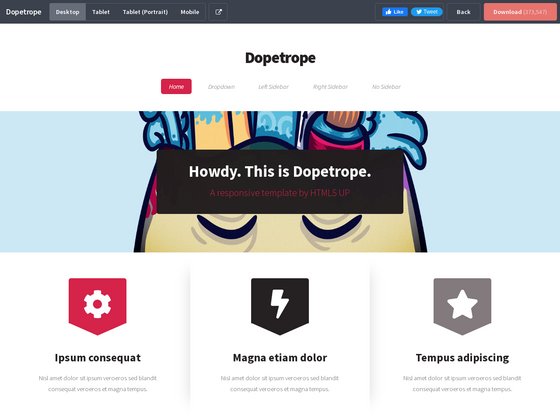 Dopetrope Desktop Tablet Tablet (Portrait) Mobile Like Tweet Back Download (373,547)
Dopetrope
Home Dropdown Left Sidebar Right Sidebar No Sidebar
Howdy. This is Dopetrope.
A responsive template by HTML5 UP
Ipsum consequat Magna etiam dolor Tempus adipiscing
Nisl amet dolor sit ipsum veroeros sed blandit Nisl amet dolor sit ipsum veroeros sed blandit Nisl amet dolor sit ipsum veroeros sed blandit
consequat veroeros et magna tempus. consequat veroeros et magna tempus. consequat veroeros et magna tempus.